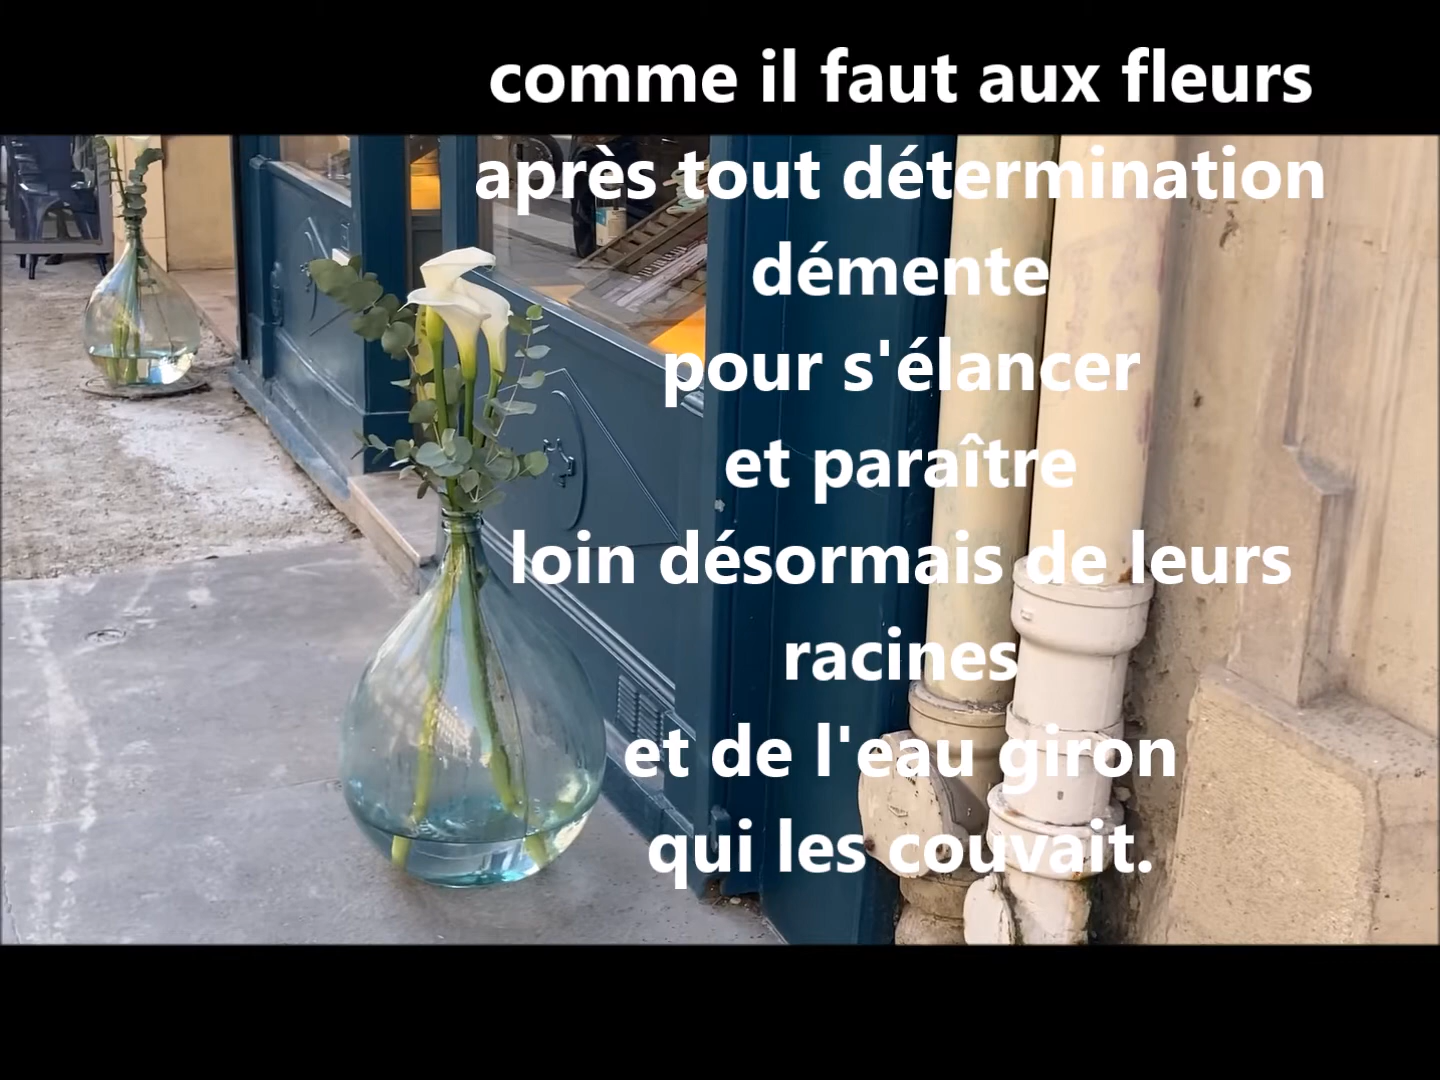 comme il faut aux fleurs
après tout détermination
démente
pour s'élancer
et paraître
loin désormais de leurs
racines
et de l'eau giron
qui les couvait.